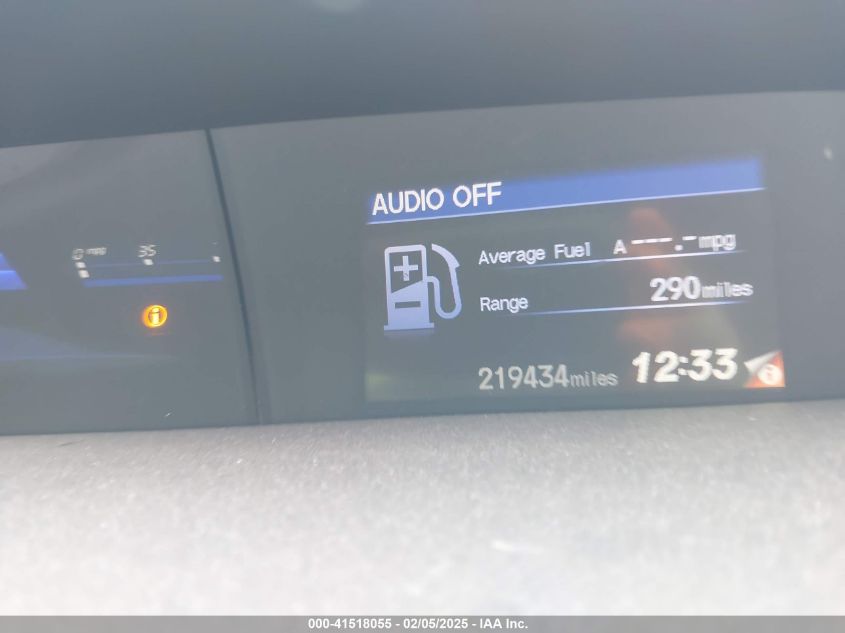 AUDIO OFF
0 mpg 35
Average Fuel A ---.- mpg
Range 290 miles
219434 miles 12:33
i
000-41518055 - 02/05/2025 - IAA Inc.